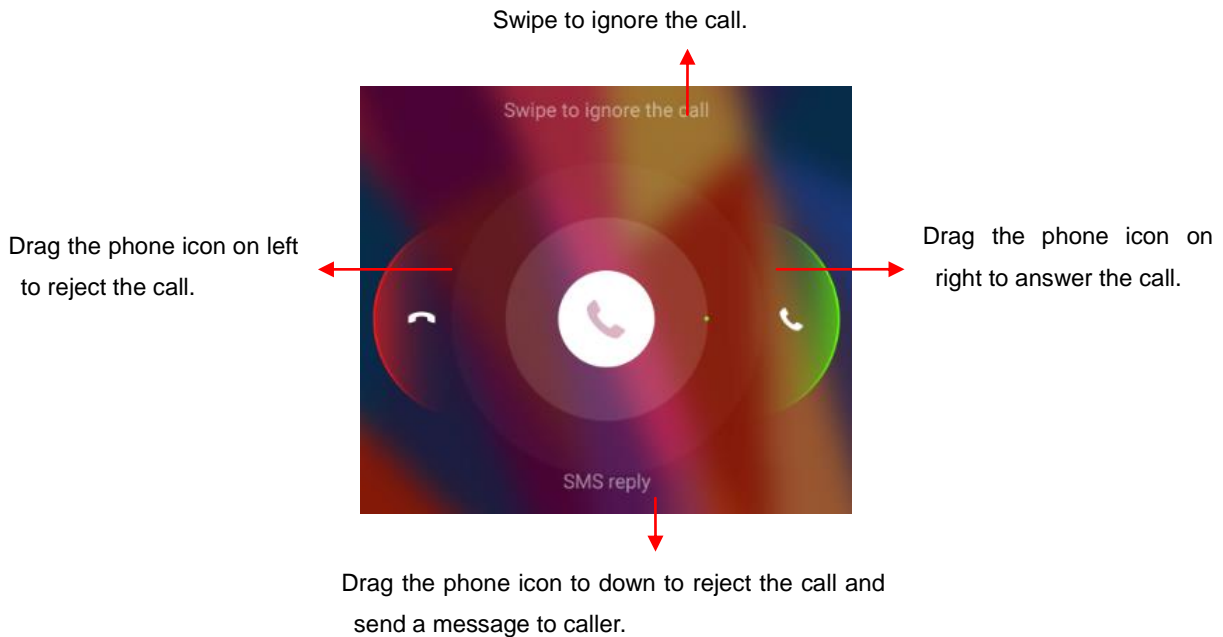 Swipe to ignore the call.
Swipe to ignore the call
Drag the phone icon on left
to reject the call.
Drag the phone icon on
right to answer the call.
SMS reply
Drag the phone icon to down to reject the call and
send a message to caller.